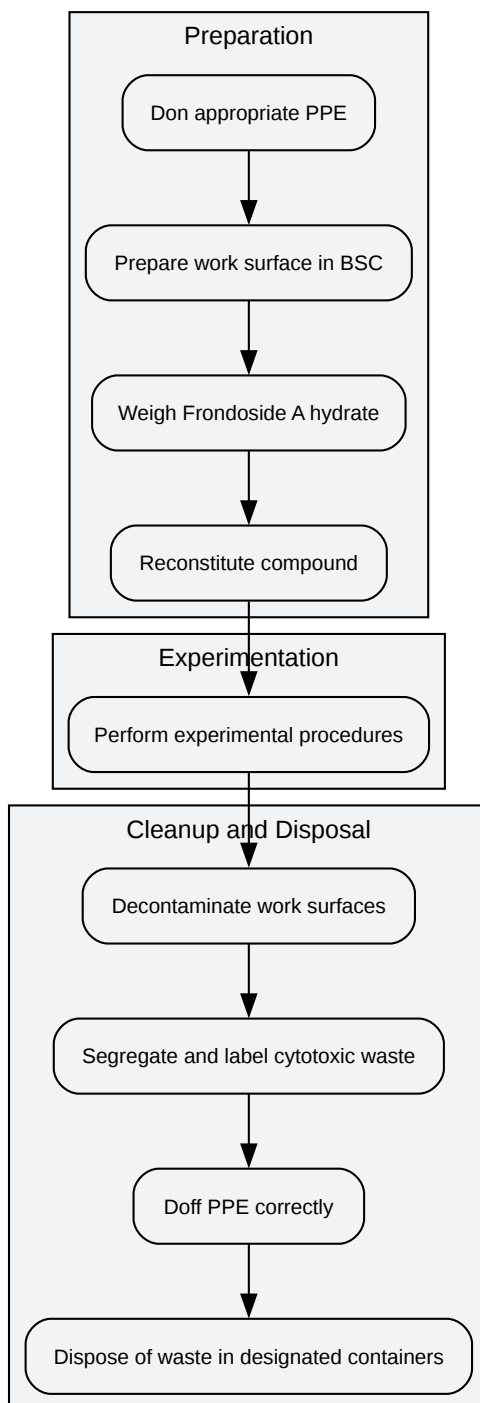 Preparation
Don appropriate PPE
Prepare work surface in BSC
Weigh Frondoside A hydrate
Reconstitute compound
Experimentation
Perform experimental procedures
Cleanup and Disposal
Decontaminate work surfaces
Segregate and label cytotoxic waste
Doff PPE correctly
Dispose of waste in designated containers